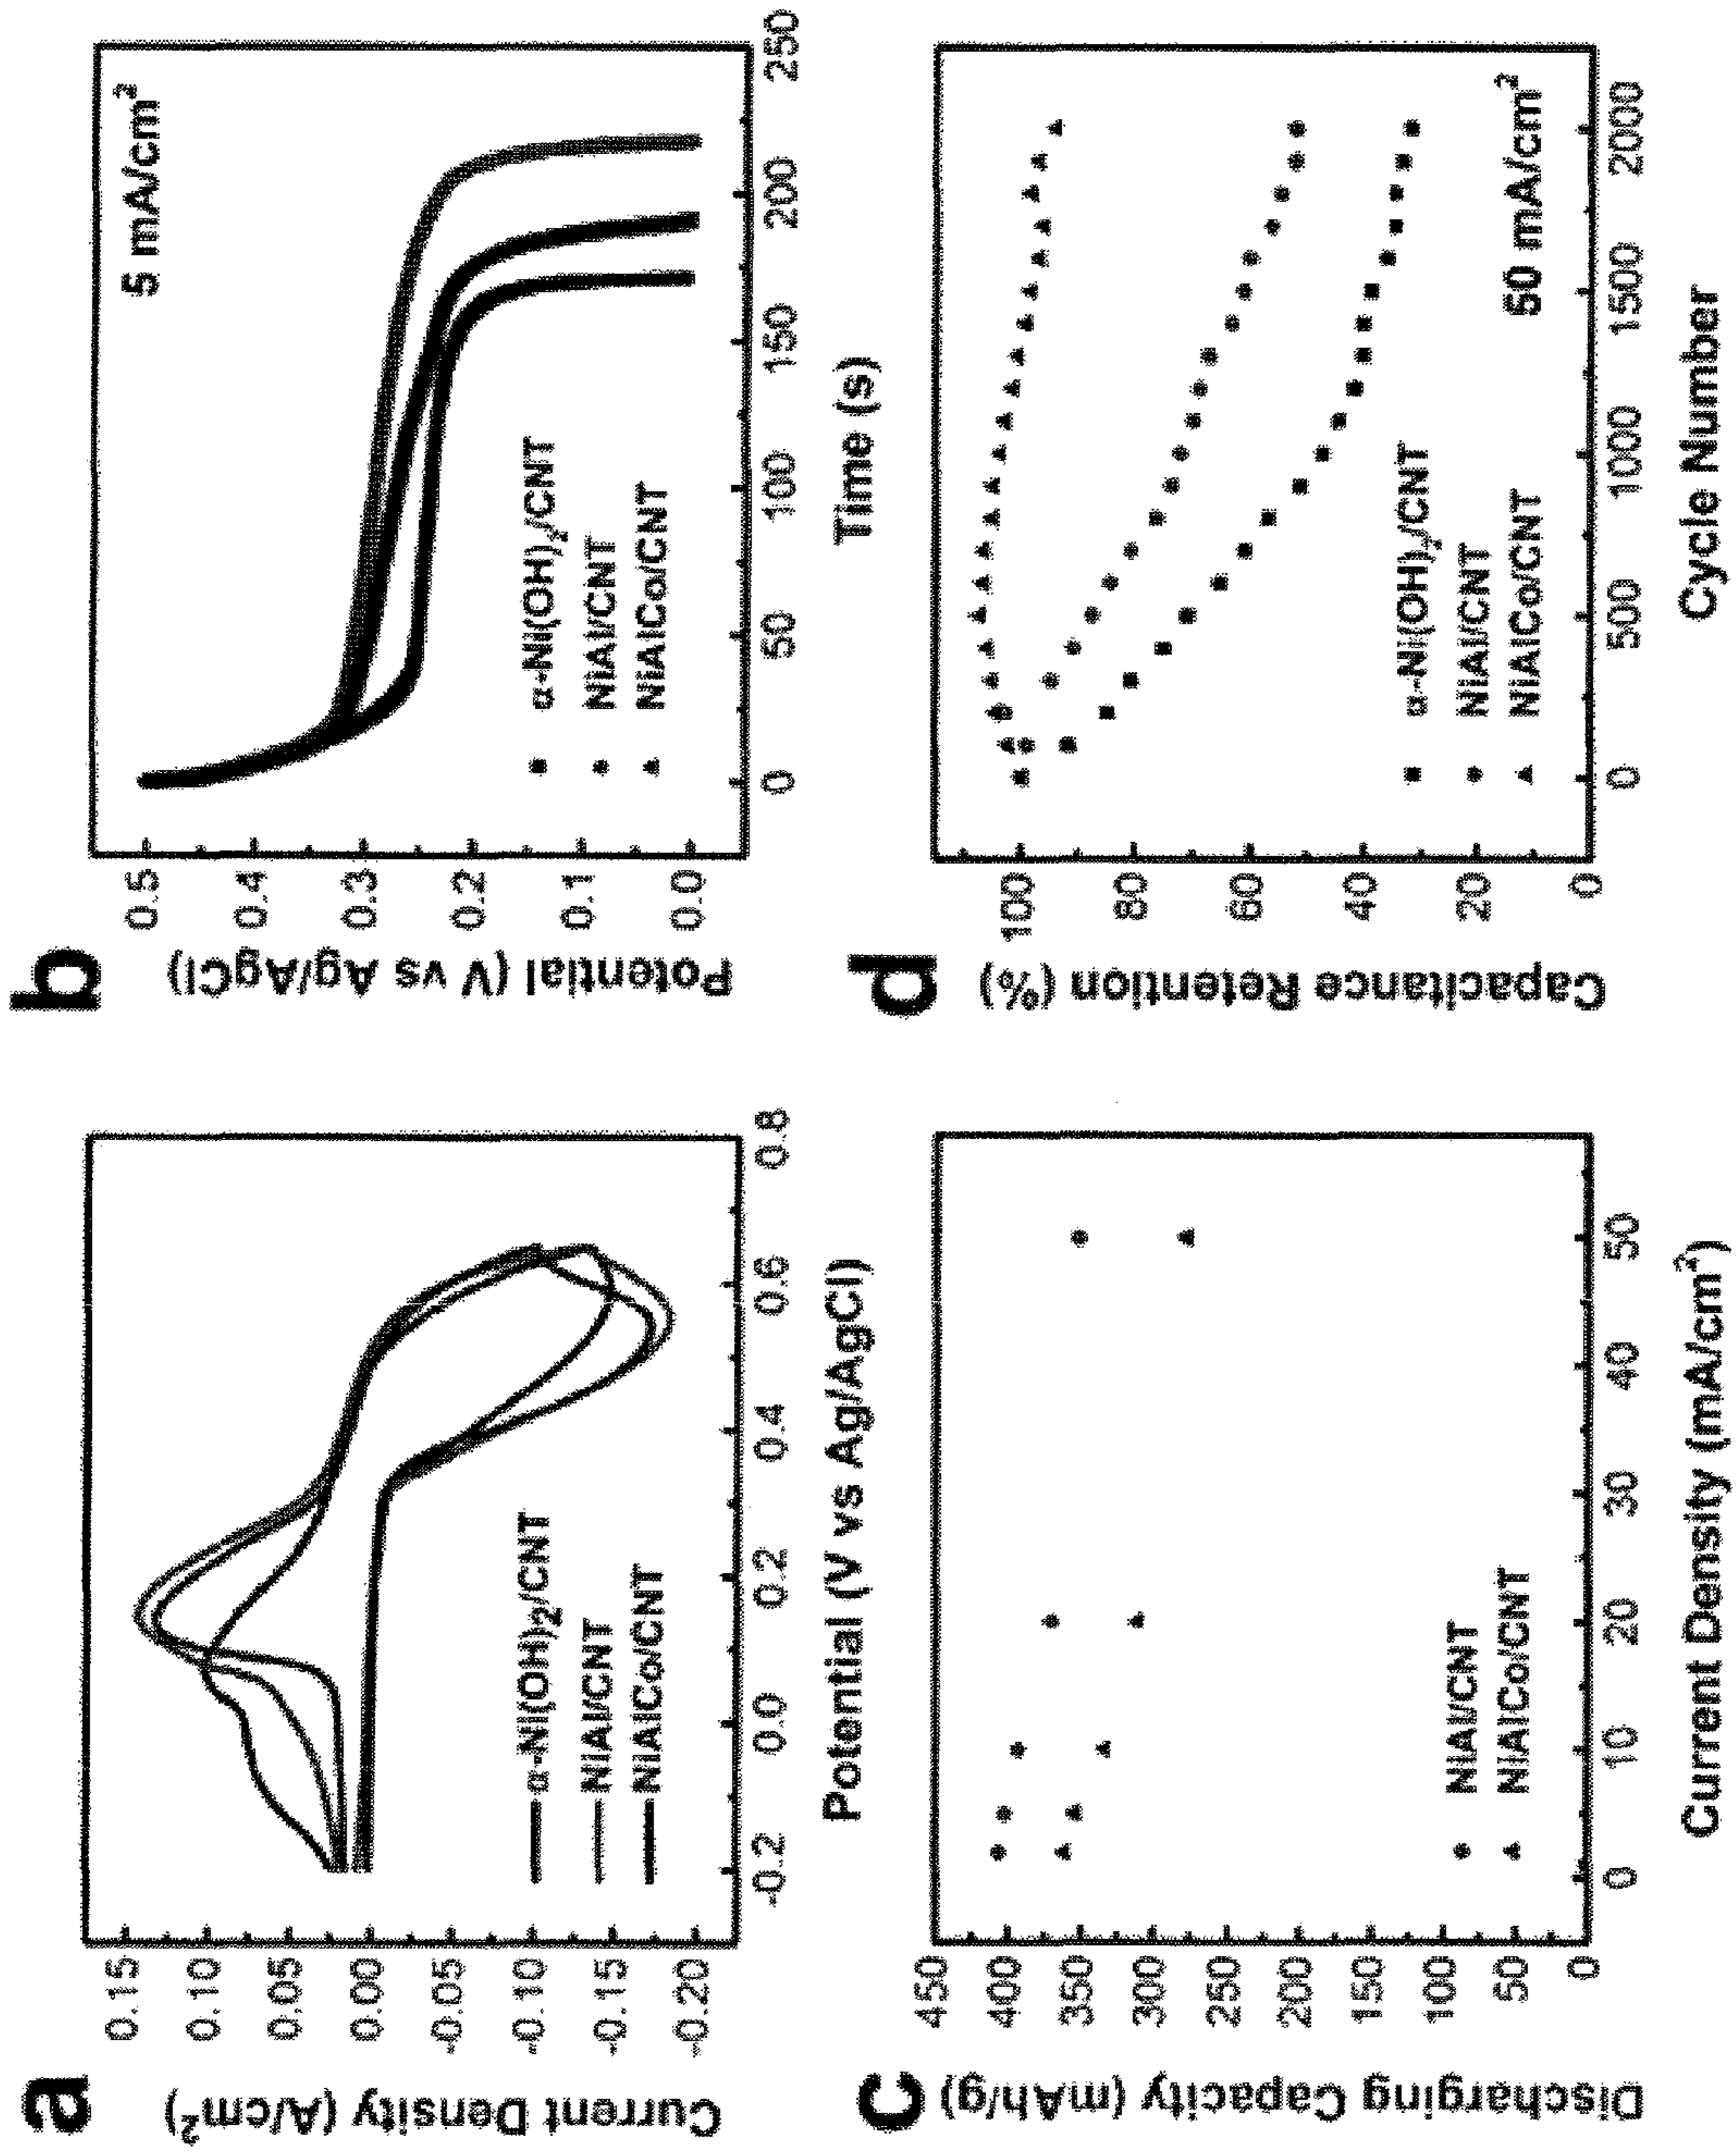 a
Current Density (A/cm²)
0.15
0.10
0.05
0.00
-0.05
-0.10
-0.15
-0.20
α-Ni(OH)₂/CNT
NiAl/CNT
NiAlCo/CNT
-0.2
0.0
0.2
0.4
0.6
0.8
Potential (V vs Ag/AgCl)
b
Potential (V vs Ag/AgCl)
0.5
0.4
0.3
0.2
0.1
0.0
5 mA/cm²
α-Ni(OH)₂/CNT
NiAl/CNT
NiAlCo/CNT
0
50
100
150
200
250
Time (s)
c
Discharging Capacity (mAh/g)
450
400
350
300
250
200
150
100
50
0
NiAl/CNT
NiAlCo/CNT
0
10
20
30
40
50
Current Density (mA/cm²)
d
Capacitance Retention (%)
100
80
60
40
20
0
α-Ni(OH)₂/CNT
NiAl/CNT
NiAlCo/CNT
50 mA/cm²
0
500
1000
1500
2000
Cycle Number